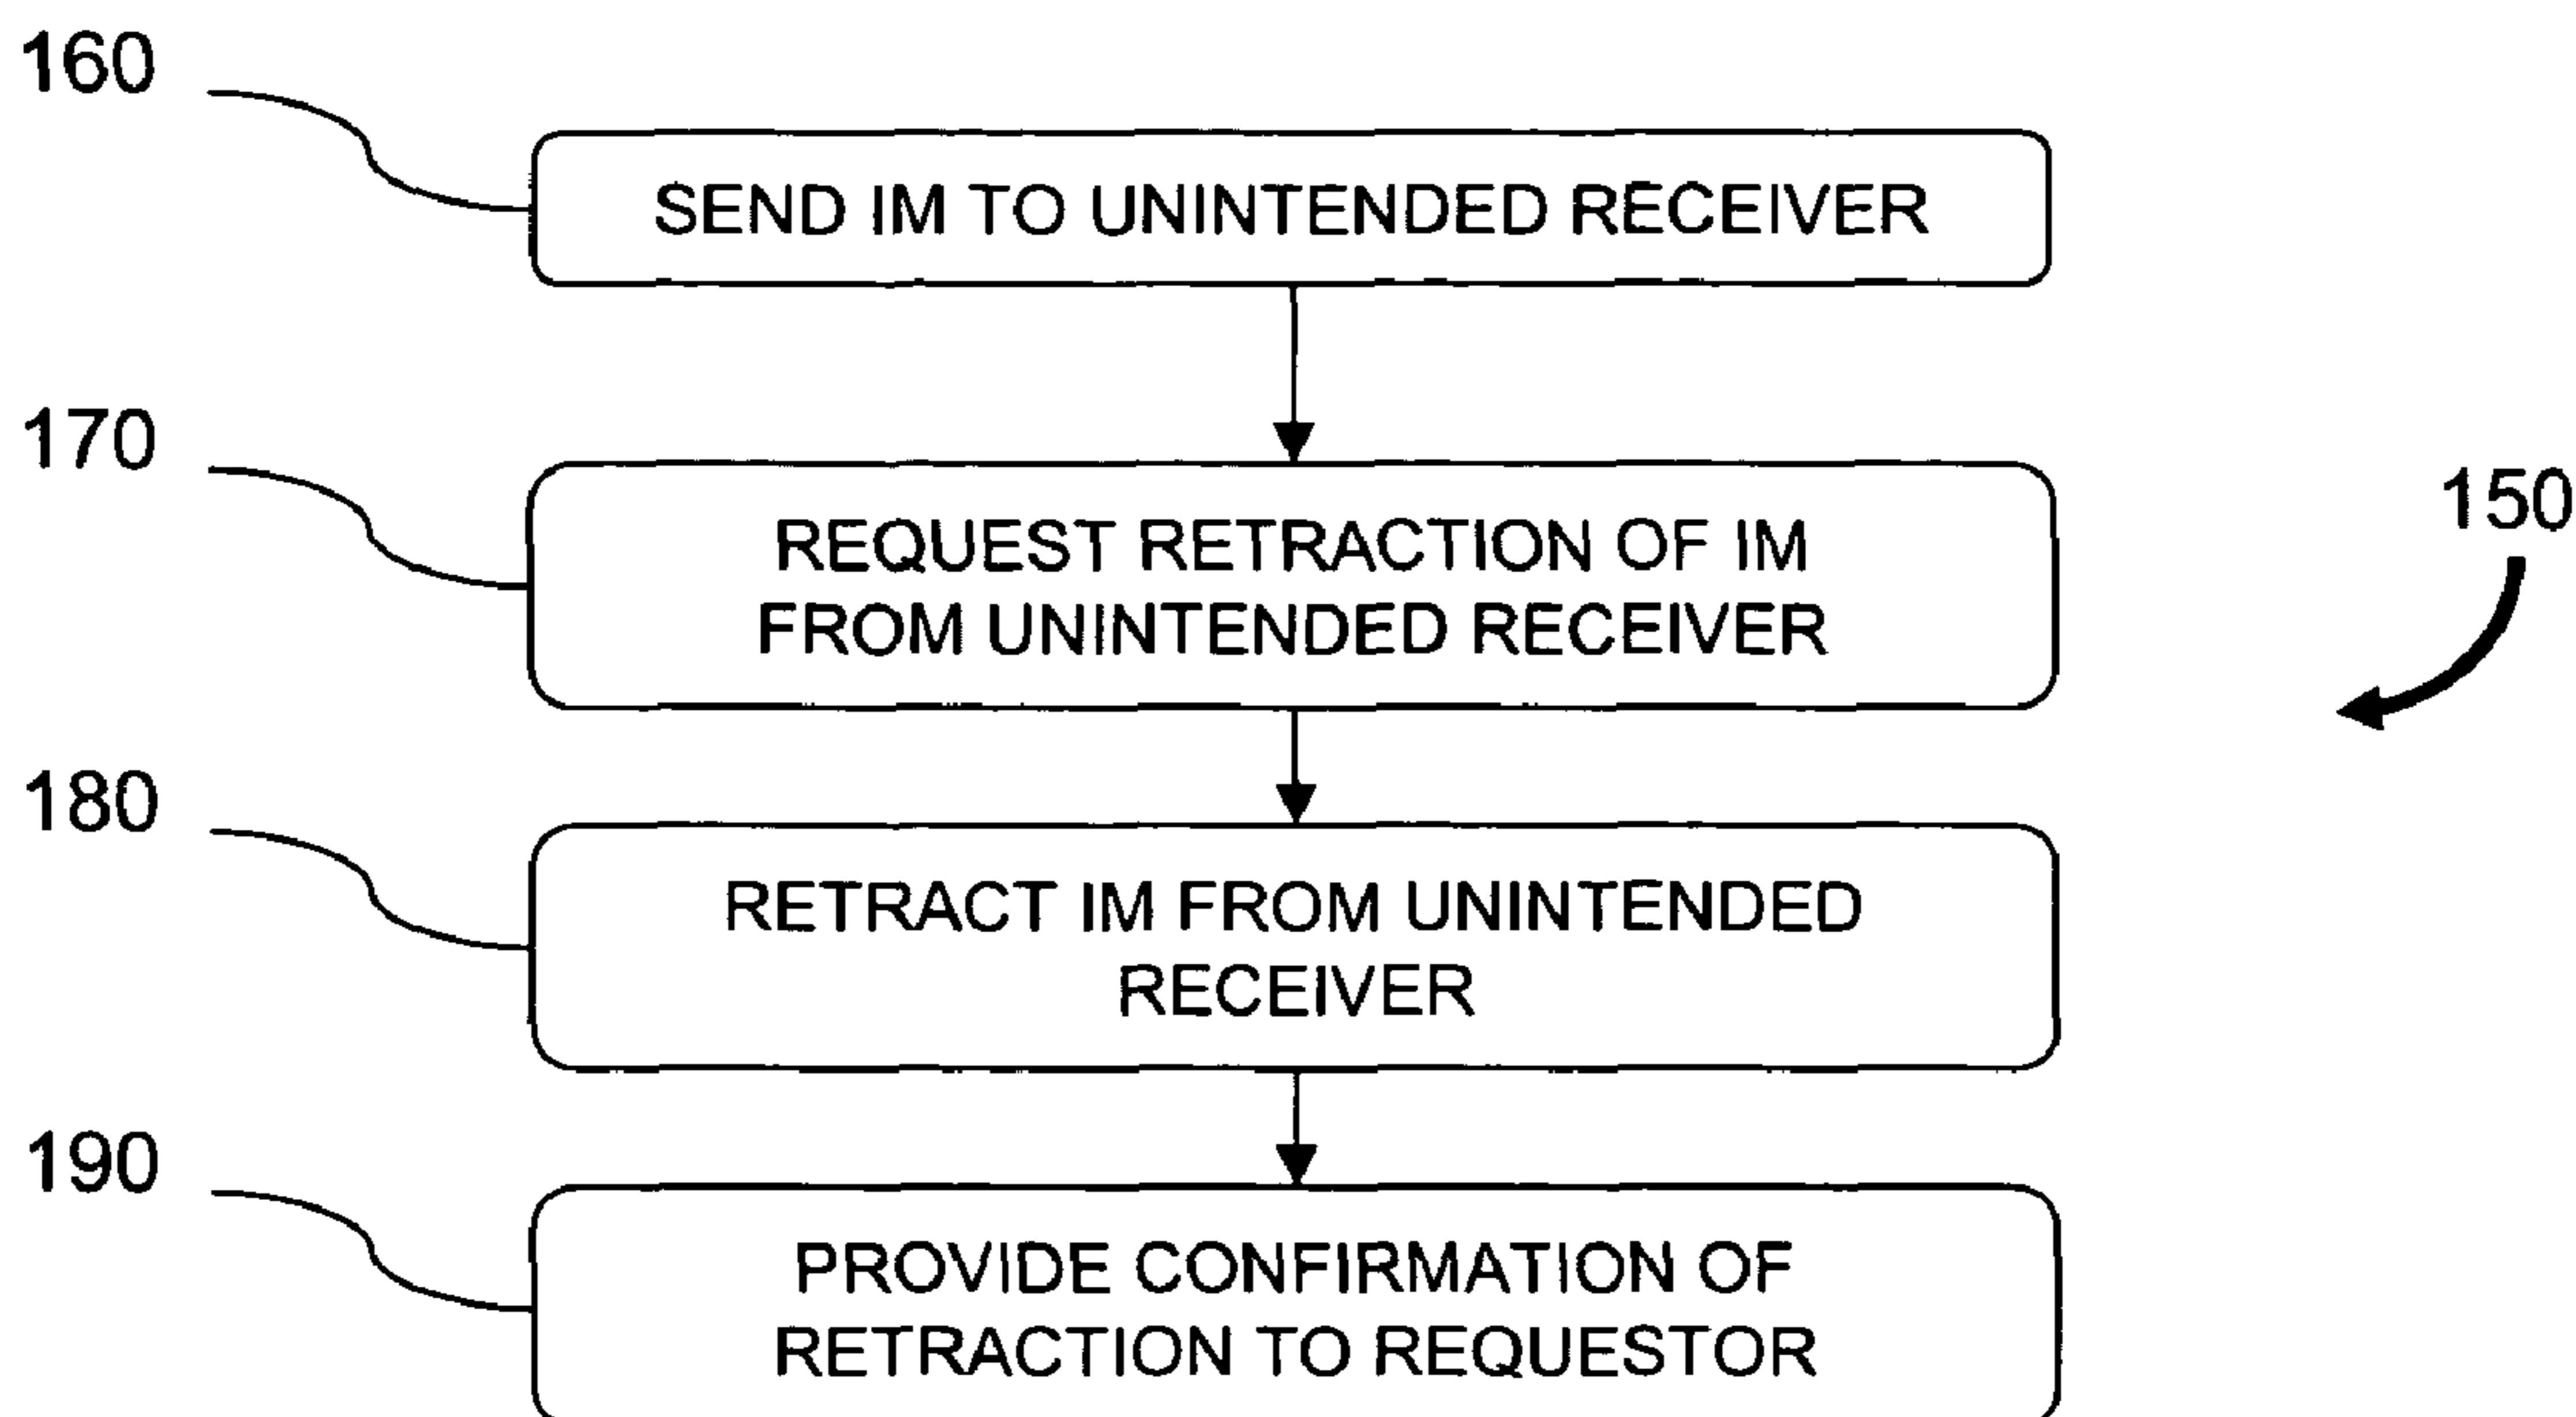 160
SEND IM TO UNINTENDED RECEIVER
170
REQUEST RETRACTION OF IM
FROM UNINTENDED RECEIVER
150
180
RETRACT IM FROM UNINTENDED
RECEIVER
190
PROVIDE CONFIRMATION OF
RETRACTION TO REQUESTOR